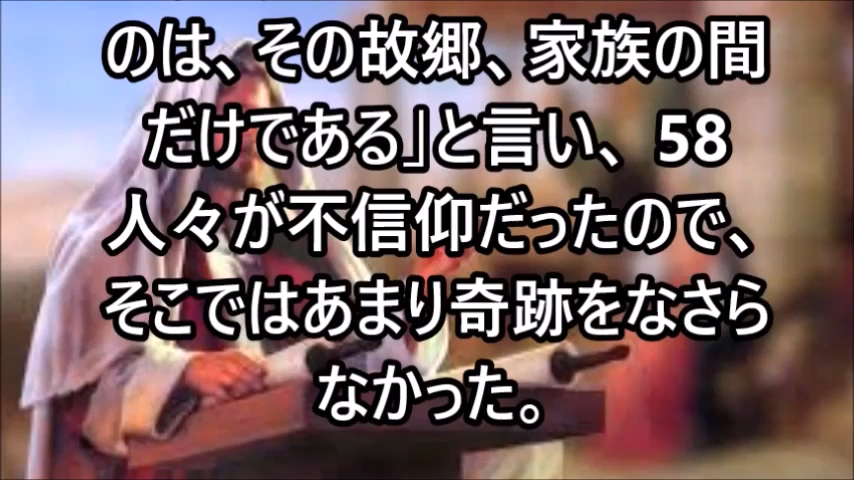 のは、その故郷、家族の間
だけである」と言い、58
人々が不信仰だったので、
そこではあまり奇跡をなさら
なかった。